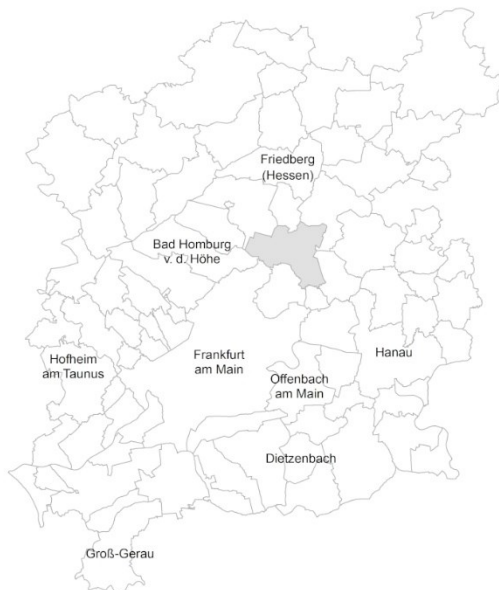 Friedberg
(Hessen)
Bad Homburg
v. d. Höhe
Hofheim
am Taunus
Frankfurt
am Main
Hanau
Offenbach
am Main
Dietzenbach
Groß-Gerau